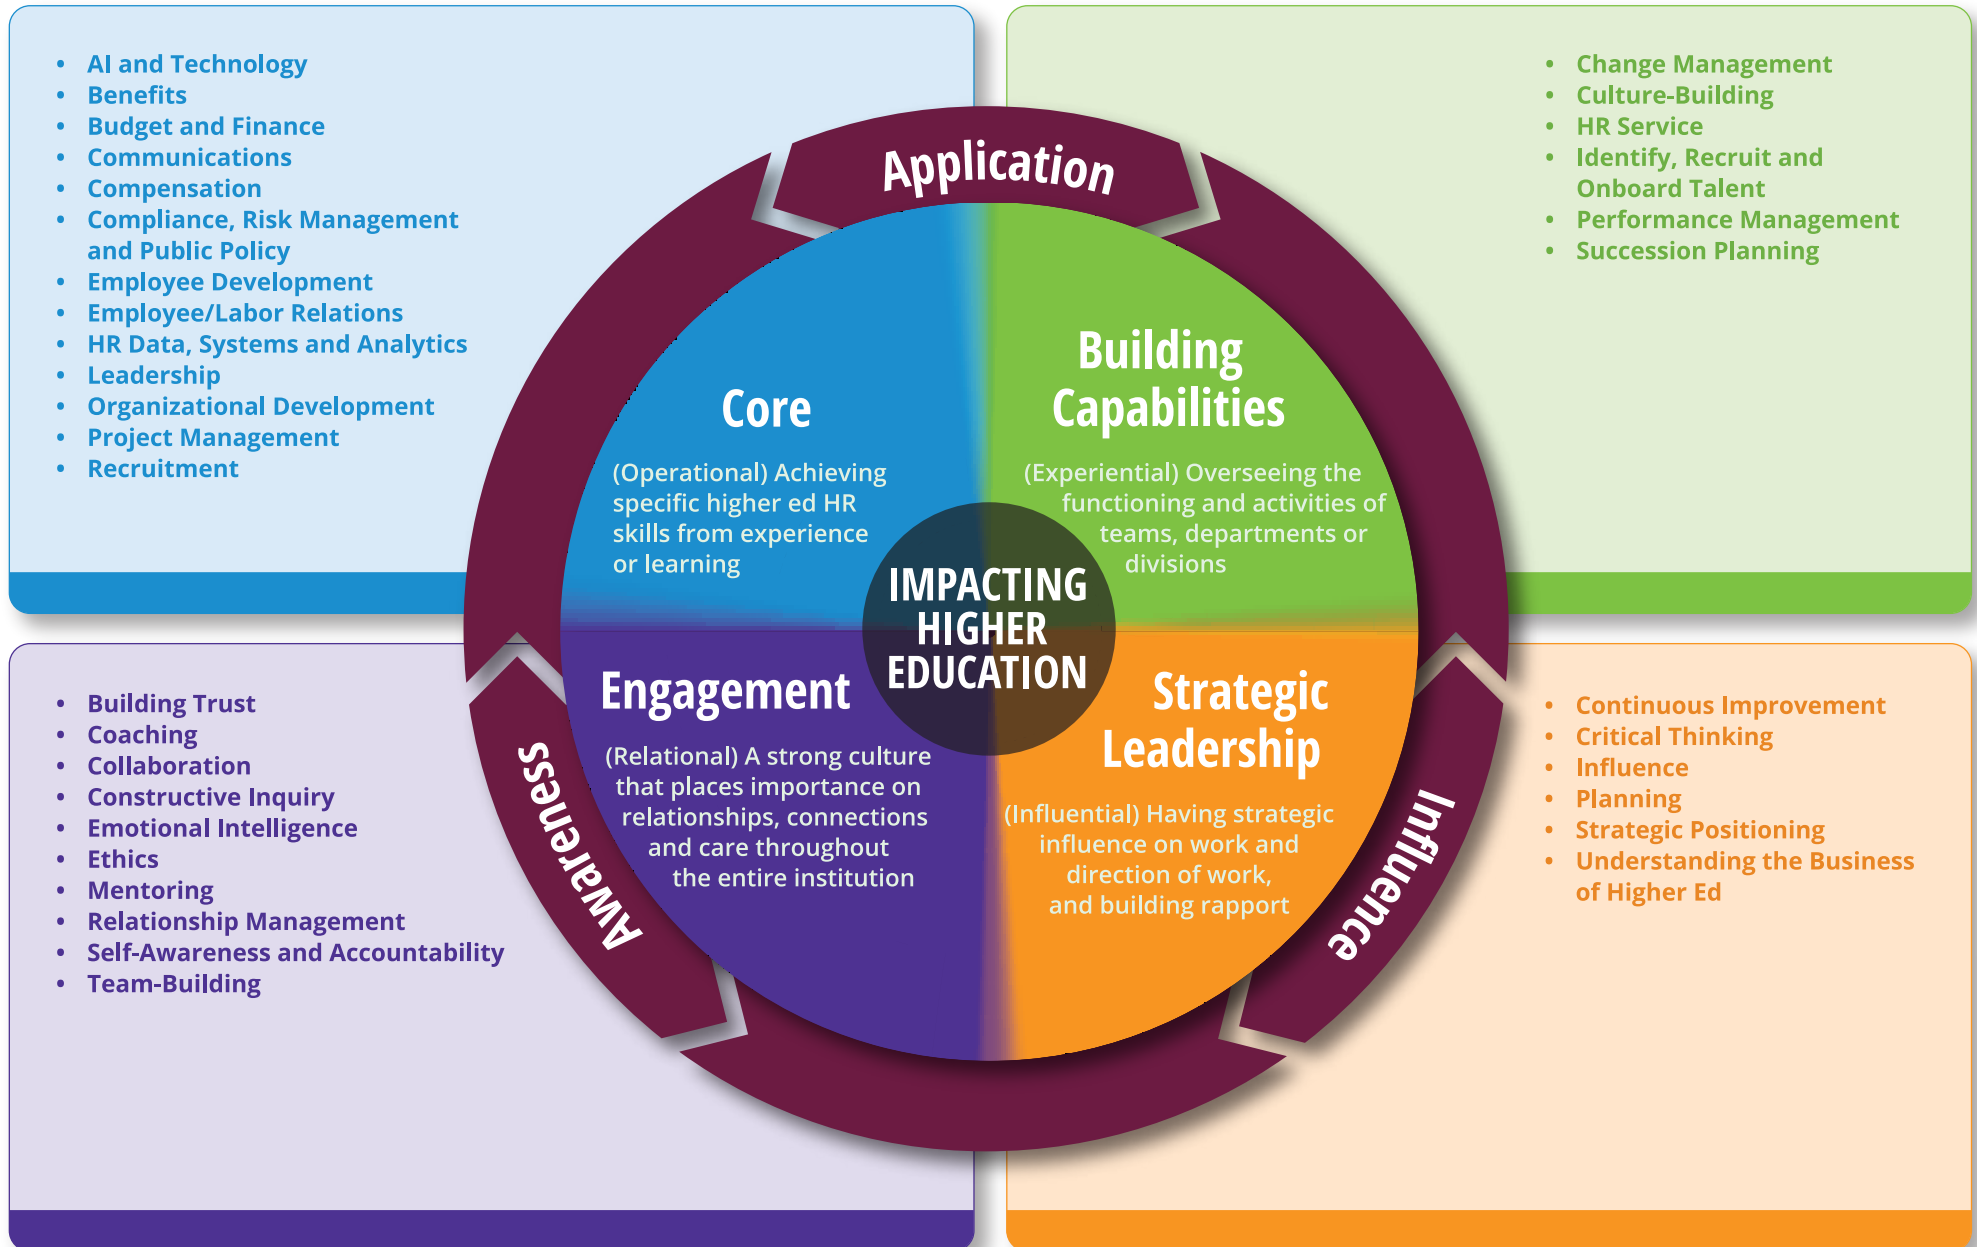 • AI and Technology
• Benefits
• Budget and Finance
• Communications
• Compensation
• Compliance, Risk Management
and Public Policy
• Employee Development
• Employee/Labor Relations
• HR Data, Systems and Analytics
• Leadership
• Organizational Development
• Project Management
• Recruitment
• Change Management
• Culture-Building
• HR Service
• Identify, Recruit and
Onboard Talent
• Performance Management
• Succession Planning
Application
Core
(Operational) Achieving
specific higher ed HR
skills from experience
or learning
Building
Capabilities
(Experiential) Overseeing the
functioning and activities of
teams, departments or
divisions
IMPACTING
HIGHER
EDUCATION
Engagement
(Relational) A strong culture
that places importance on
relationships, connections
and care throughout
the entire institution
Strategic
Leadership
(Influential) Having strategic
influence on work and
direction of work,
and building rapport
Awareness
Influence
• Building Trust
• Coaching
• Collaboration
• Constructive Inquiry
• Emotional Intelligence
• Ethics
• Mentoring
• Relationship Management
• Self-Awareness and Accountability
• Team-Building
• Continuous Improvement
• Critical Thinking
• Influence
• Planning
• Strategic Positioning
• Understanding the Business
of Higher Ed